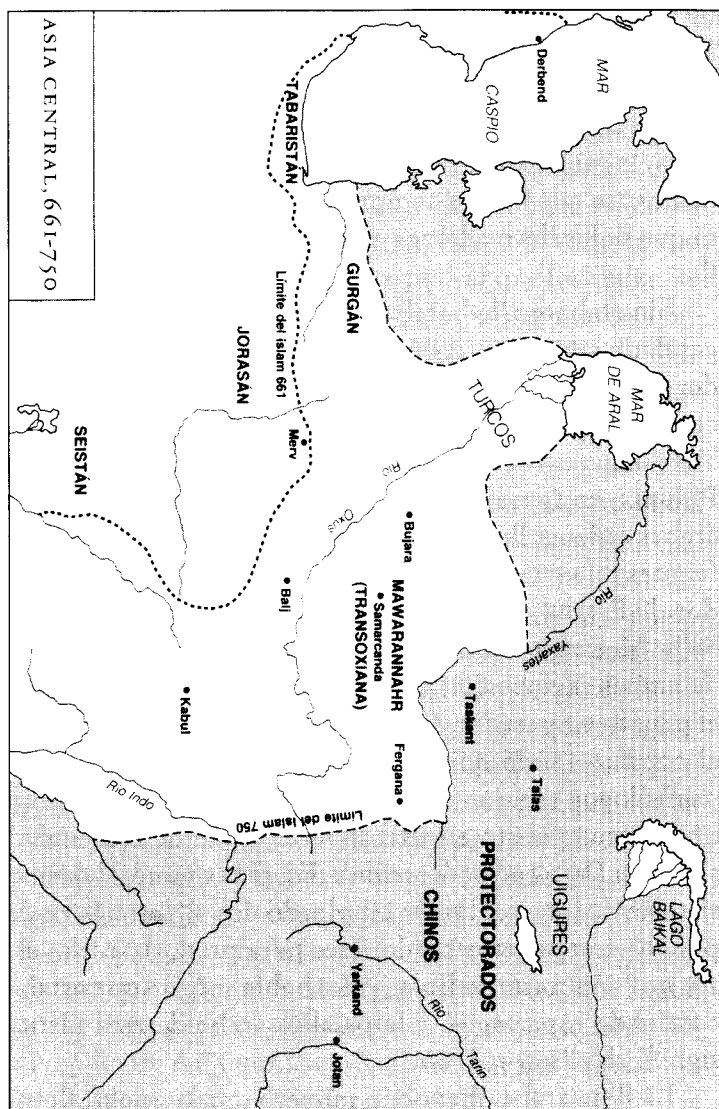 ASIA CENTRAL, 661-750
MAR
CASPIO
Derbend
TABARISTÁN
GURGÁN
Límite del islam 661
JORASÁN
SEISTÁN
Merv
TURCOS
MAR
DE ARAL
Río
Oxus
Bujara
MAWARANNAHR
Samarcanda
(TRANSOXIANA)
Balj
Kabul
Río
Yaxartes
Taskent
Talas
Fergana
Río Indo
Límite del islam 750
PROTECTORADOS
CHINOS
UIGURES
LAGO
BAIKAL
Yarkand
Jotan
Río
Tarin